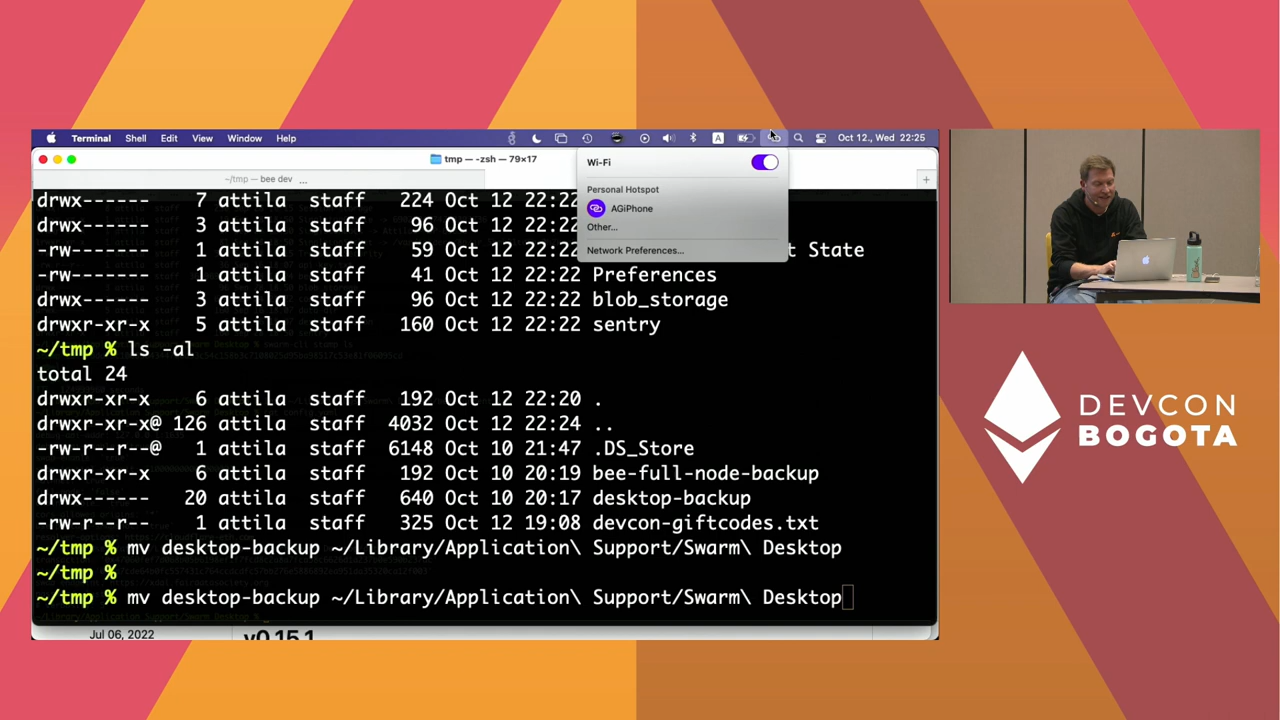 Terminal Shell Edit View Window Help A Oct 12., Wed 22:25
tmp — -zsh — 79×17
~/tmp — bee dev ... +
Wi-Fi
Personal Hotspot
AGiPhone
Other...
Network Preferences...
drwx------ 7 attila staff 224 Oct 12 22:22
drwx------ 3 attila staff 96 Oct 12 22:22
-rw------- 1 attila staff 59 Oct 12 22:22 t State
-rw------- 1 attila staff 41 Oct 12 22:22 Preferences
drwx------ 3 attila staff 96 Oct 12 22:22 blob_storage
drwxr-xr-x 5 attila staff 160 Oct 12 22:22 sentry
~/tmp % ls -al
total 24
drwxr-xr-x 6 attila staff 192 Oct 12 22:20 .
drwxr-xr-x@ 126 attila staff 4032 Oct 12 22:24 ..
-rw-r--r--@ 1 attila staff 6148 Oct 10 21:47 .DS_Store
drwxr-xr-x 6 attila staff 192 Oct 10 20:19 bee-full-node-backup
drwx------ 20 attila staff 640 Oct 10 20:17 desktop-backup
-rw-r--r-- 1 attila staff 325 Oct 12 19:08 devcon-giftcodes.txt
~/tmp % mv desktop-backup ~/Library/Application\ Support/Swarm\ Desktop
~/tmp %
~/tmp % mv desktop-backup ~/Library/Application\ Support/Swarm\ Desktop
Jul 06, 2022 v0.15.1
DEVCON
BOGOTA